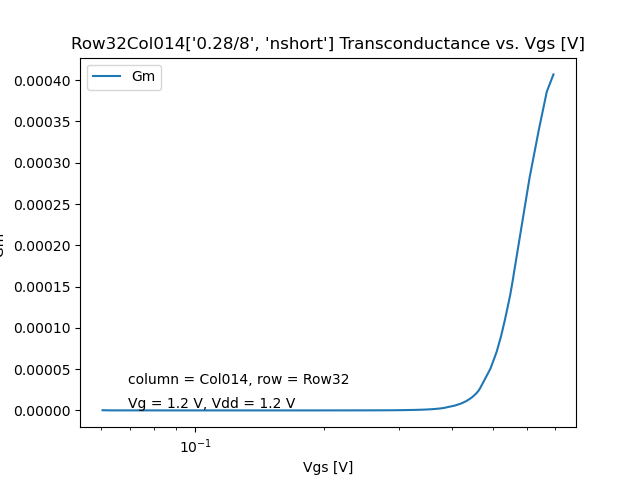 Row32Col014['0.28/8', 'nshort'] Transconductance vs. Vgs [V]
Gm
0.00040
0.00035
0.00030
0.00025
0.00020
0.00015
0.00010
0.00005
0.00000
column = Col014, row = Row32
Vg = 1.2 V, Vdd = 1.2 V
10⁻¹
Vgs [V]